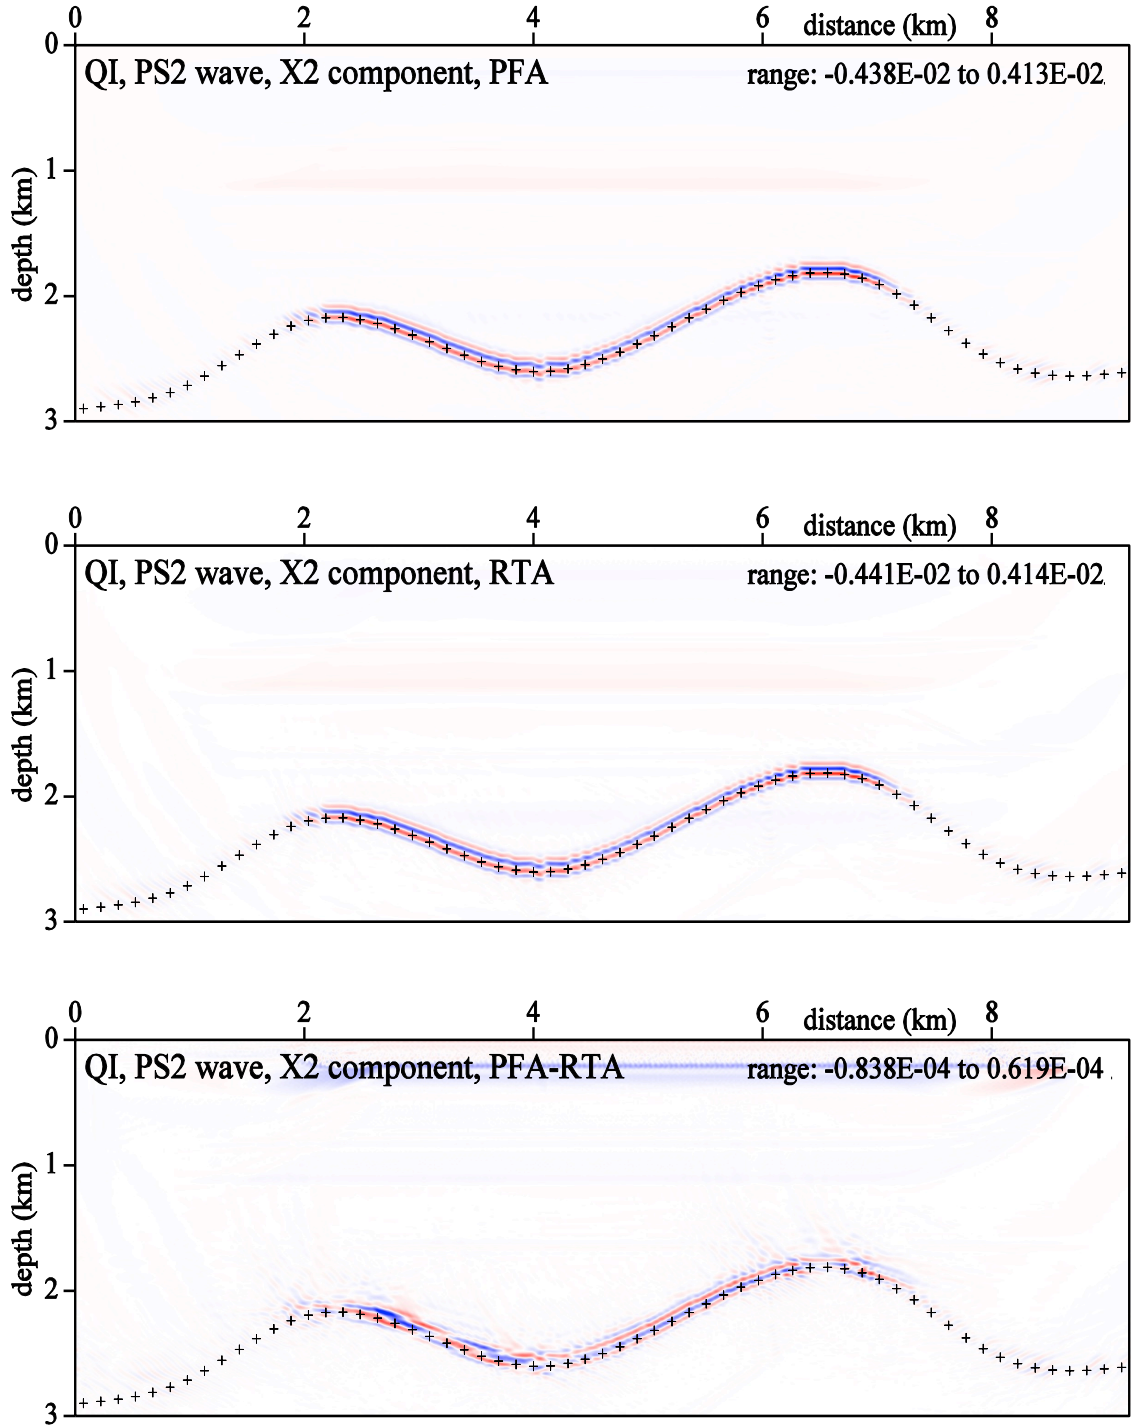 0 2 4 6 distance (km) 8
0
QI, PS2 wave, X2 component, PFA range: -0.438E-02 to 0.413E-02
1
depth (km)
2
3
0 2 4 6 distance (km) 8
0
QI, PS2 wave, X2 component, RTA range: -0.441E-02 to 0.414E-02
1
depth (km)
2
3
0 2 4 6 distance (km) 8
0
QI, PS2 wave, X2 component, PFA-RTA range: -0.838E-04 to 0.619E-04
1
depth (km)
2
3